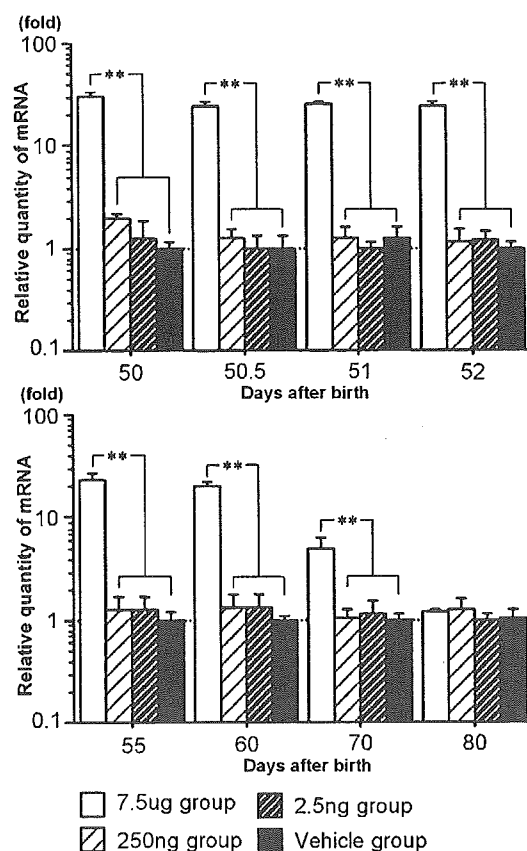 (fold)
Relative quantity of mRNA
100
10
1
0.1
** ** ** **
50 50.5 51 52
Days after birth
(fold)
Relative quantity of mRNA
100
10
1
0.1
** ** **
55 60 70 80
Days after birth
7.5ug group 2.5ng group
250ng group Vehicle group